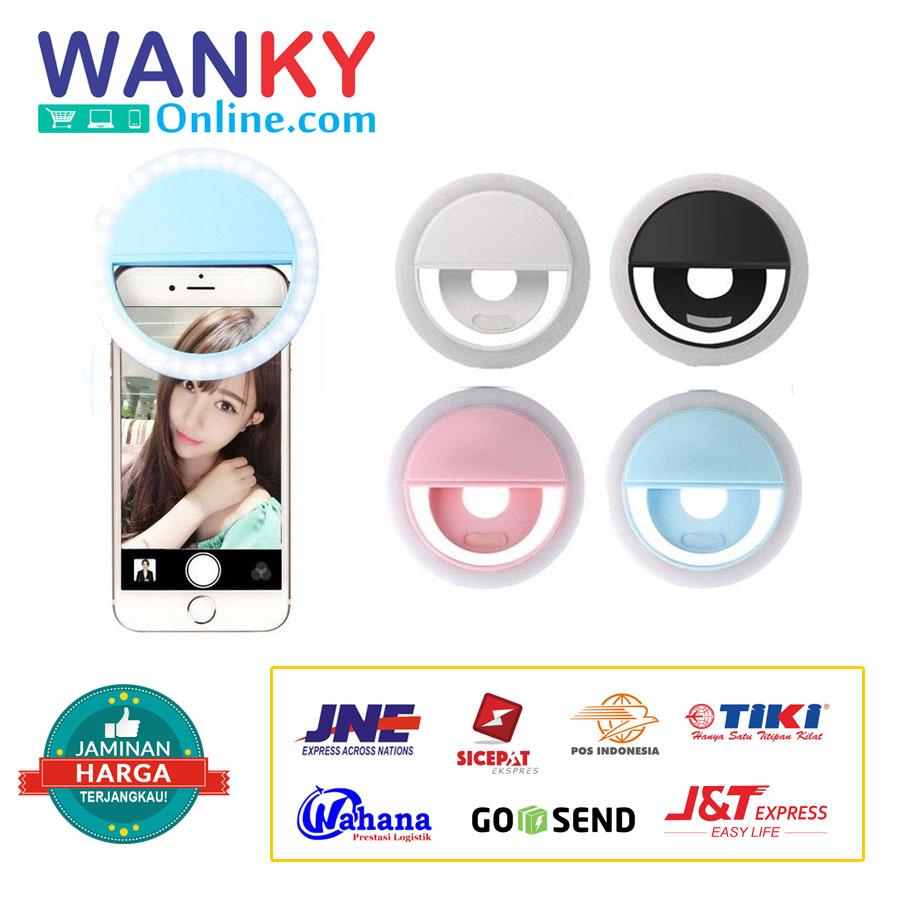 WANKY
Online.com
JAMINAN
HARGA
TERJANGKAU!
JNE
EXPRESS ACROSS NATIONS
SICEPAT
EKSPRES
POS INDONESIA
TIKI
Hanya Satu Titipan Kilat
Wahana
Prestasi Logistik
GO SEND
J&T EXPRESS
EASY LIFE